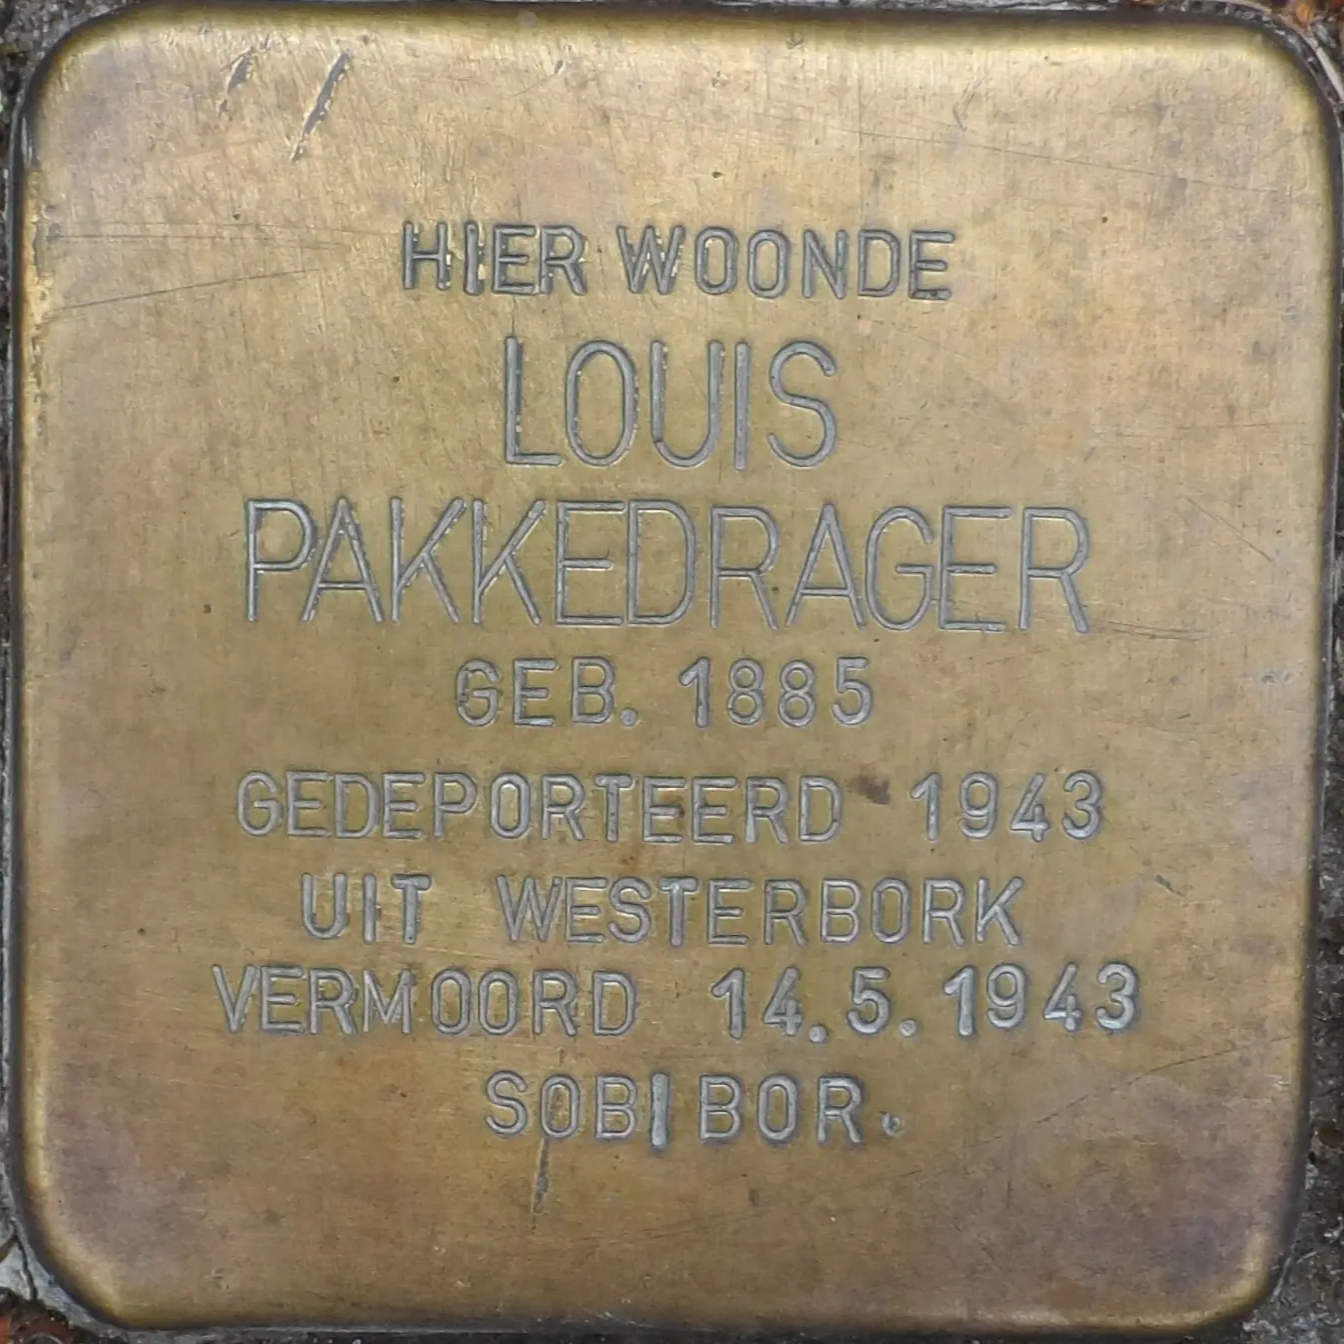 HIER WOONDE
LOUIS
PAKKEDRAGER
GEB. 1885
GEDEPORTEERD 1943
UIT WESTERBORK
VERMOORD 14.5.1943
SOBIBOR.